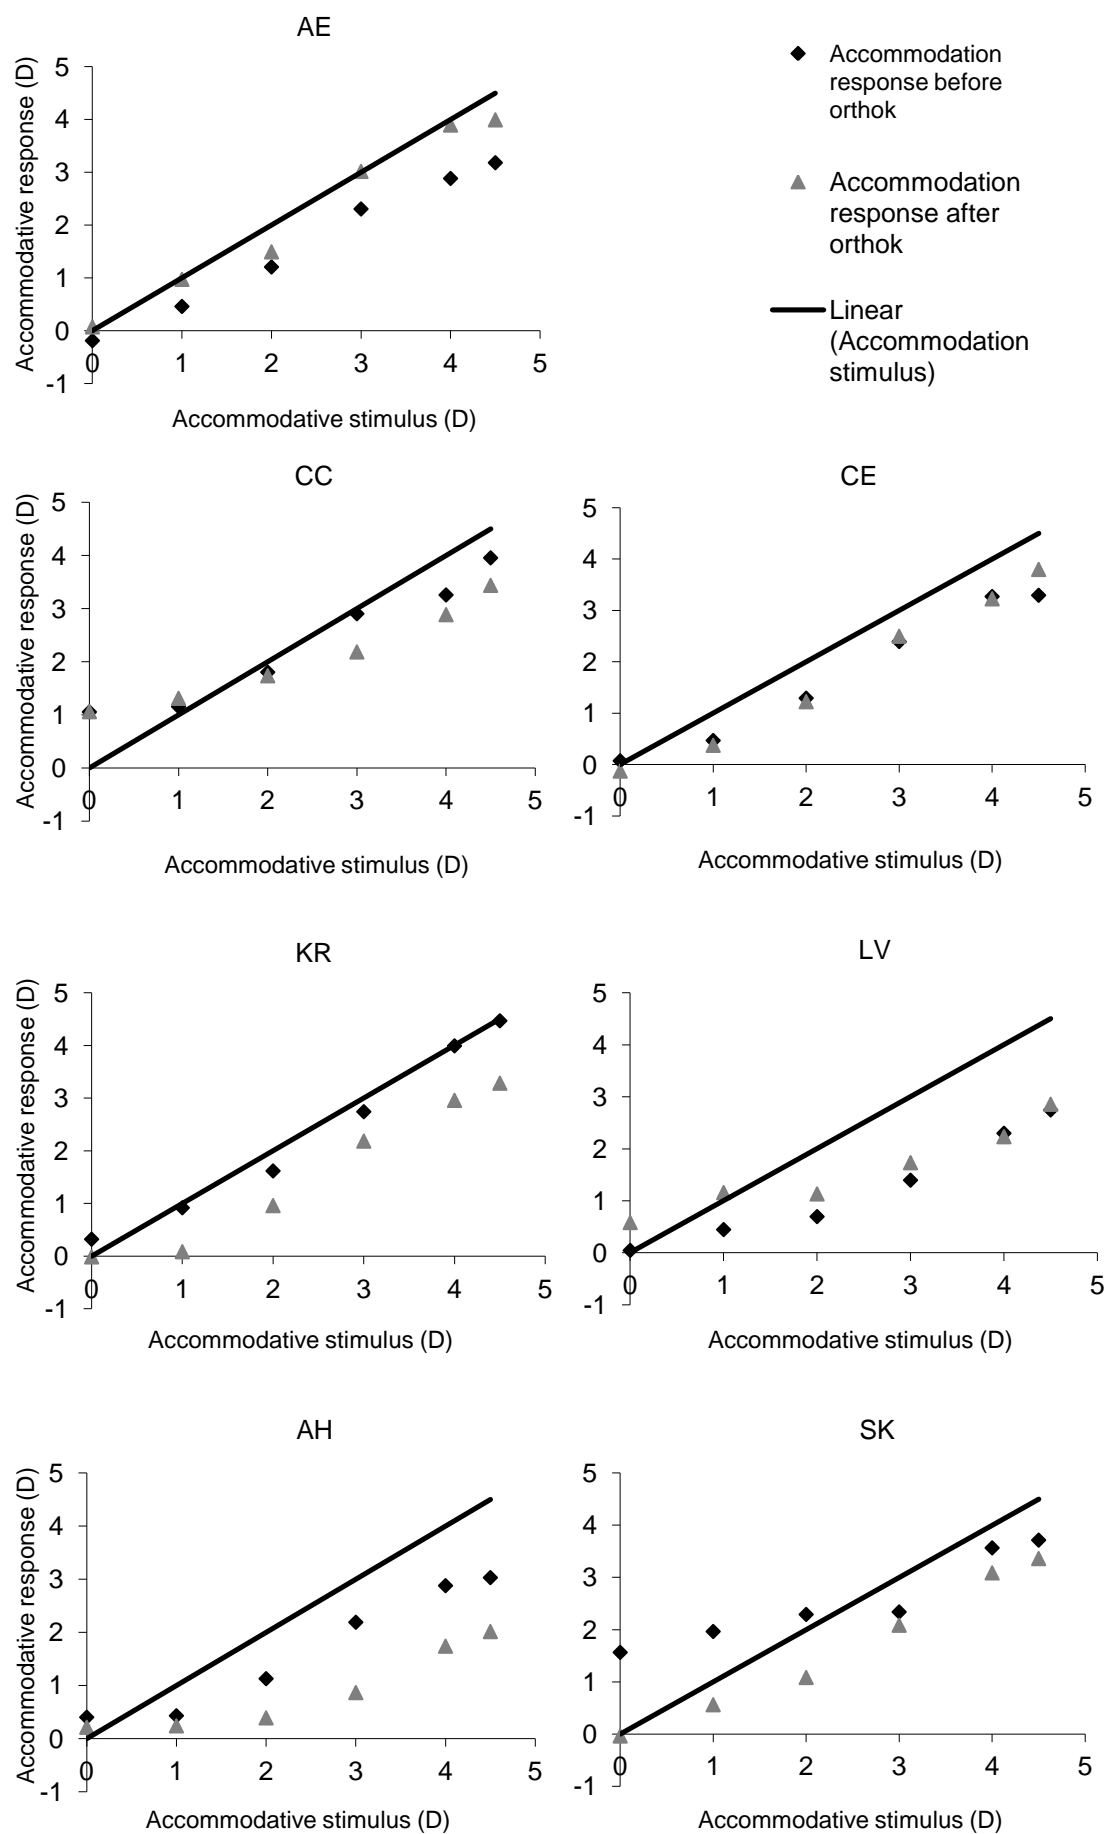 AE
Accommodative response (D)
5
4
3
2
1
0
-1
0 1 2 3 4 5
Accommodative stimulus (D)
Accommodation
response before
orthok
Accommodation
response after
orthok
Linear
(Accommodation
stimulus)
CC
Accommodative response (D)
5
4
3
2
1
0
-1
0 1 2 3 4 5
Accommodative stimulus (D)
CE
5
4
3
2
1
0
-1
0 1 2 3 4 5
Accommodative stimulus (D)
KR
Accommodative response (D)
5
4
3
2
1
0
-1
0 1 2 3 4 5
Accommodative stimulus (D)
LV
5
4
3
2
1
0
-1
0 1 2 3 4 5
Accommodative stimulus (D)
AH
Accommodative response (D)
5
4
3
2
1
0
-1
0 1 2 3 4 5
Accommodative stimulus (D)
SK
5
4
3
2
1
0
-1
0 1 2 3 4 5
Accommodative stimulus (D)